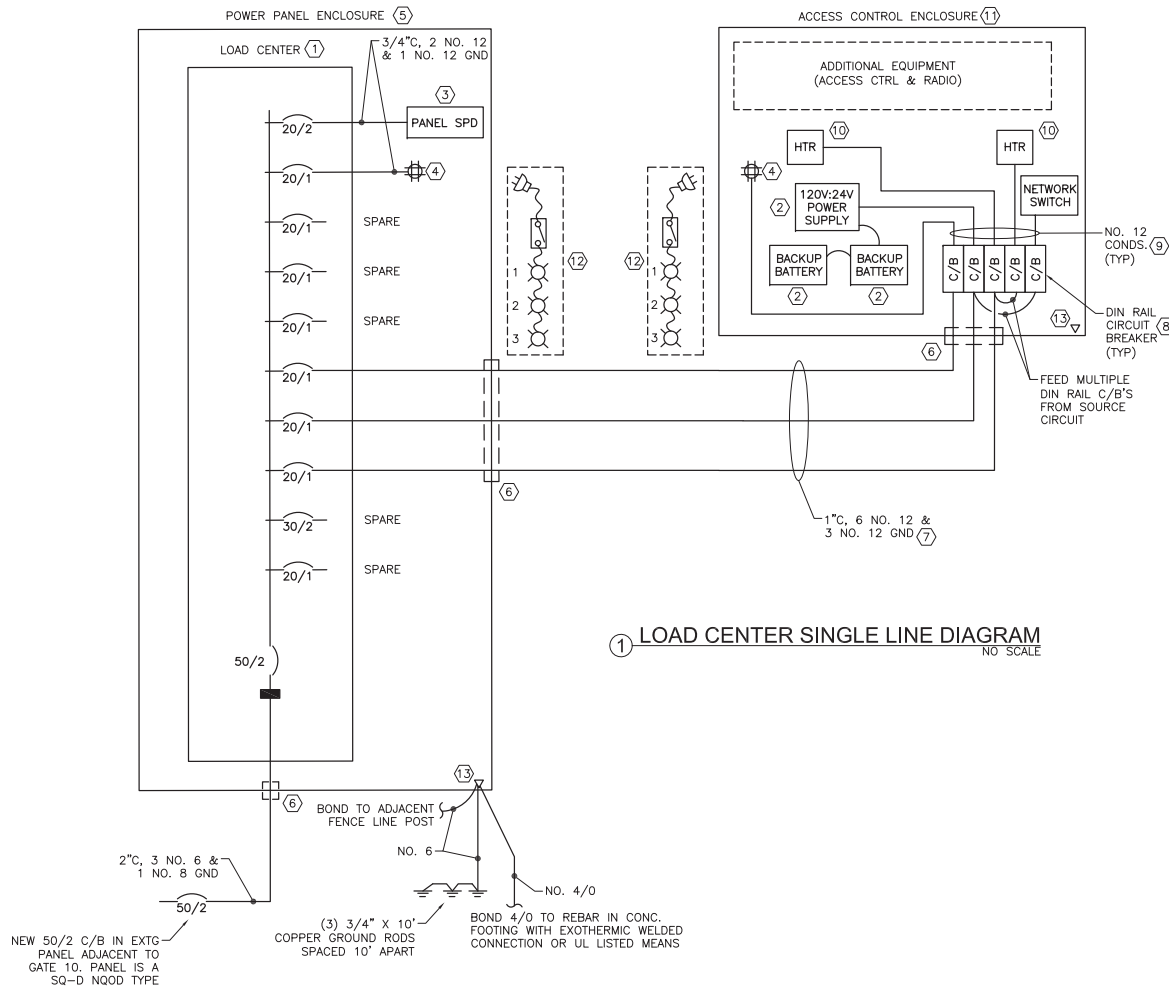 POWER PANEL ENCLOSURE 5
LOAD CENTER 1
3/4"C, 2 NO. 12
& 1 NO. 12 GND
3
PANEL SPD
20/2
20/1
4
20/1
SPARE
20/1
SPARE
20/1
SPARE
20/1
20/1
20/1
30/2
SPARE
20/1
SPARE
50/2
6
6
1
2
3
12
12
1
2
3
ACCESS CONTROL ENCLOSURE 11
ADDITIONAL EQUIPMENT
(ACCESS CTRL & RADIO)
HTR
10
HTR
10
4
2
120V:24V
POWER
SUPPLY
NETWORK
SWITCH
BACKUP
BATTERY
BACKUP
BATTERY
2
2
C/B
C/B
C/B
C/B
C/B
NO. 12
CONDS.
(TYP)
9
13
DIN RAIL
CIRCUIT
BREAKER
(TYP)
8
6
FEED MULTIPLE
DIN RAIL C/B'S
FROM SOURCE
CIRCUIT
1"C, 6 NO. 12 &
3 NO. 12 GND 7
1 LOAD CENTER SINGLE LINE DIAGRAM
NO SCALE
13
BOND TO ADJACENT
FENCE LINE POST
NO. 6
NO. 4/0
2"C, 3 NO. 6 &
1 NO. 8 GND
50/2
NEW 50/2 C/B IN EXTG
PANEL ADJACENT TO
GATE 10. PANEL IS A
SQ-D NQOD TYPE
(3) 3/4" X 10'
COPPER GROUND RODS
SPACED 10' APART
BOND 4/0 TO REBAR IN CONC.
FOOTING WITH EXOTHERMIC WELDED
CONNECTION OR UL LISTED MEANS